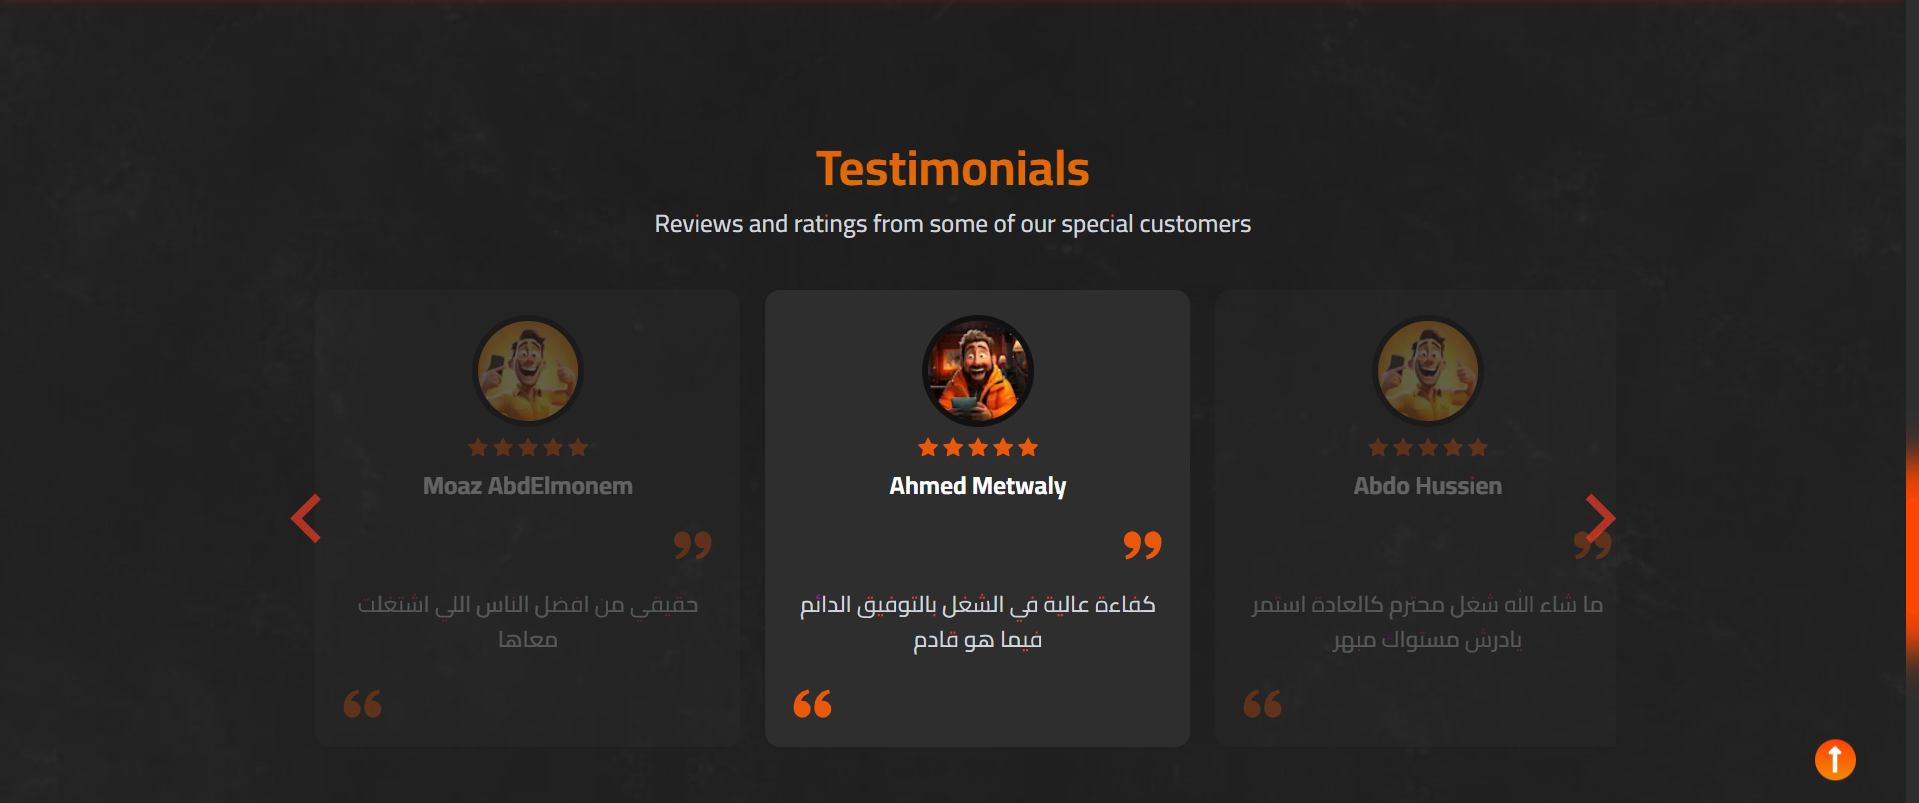 Testimonials
Reviews and ratings from some of our special customers
Moaz AbdElmonem
حقيقي من افضل الناس اللي اشتغلت
معاها
Ahmed Metwaly
كفاءة عالية في الشغل بالتوفيق الدائم
فيما هو قادم
Abdo Hussien
ما شاء الله شغل محترم كالعادة استمر
يادرش مستواك مبهر